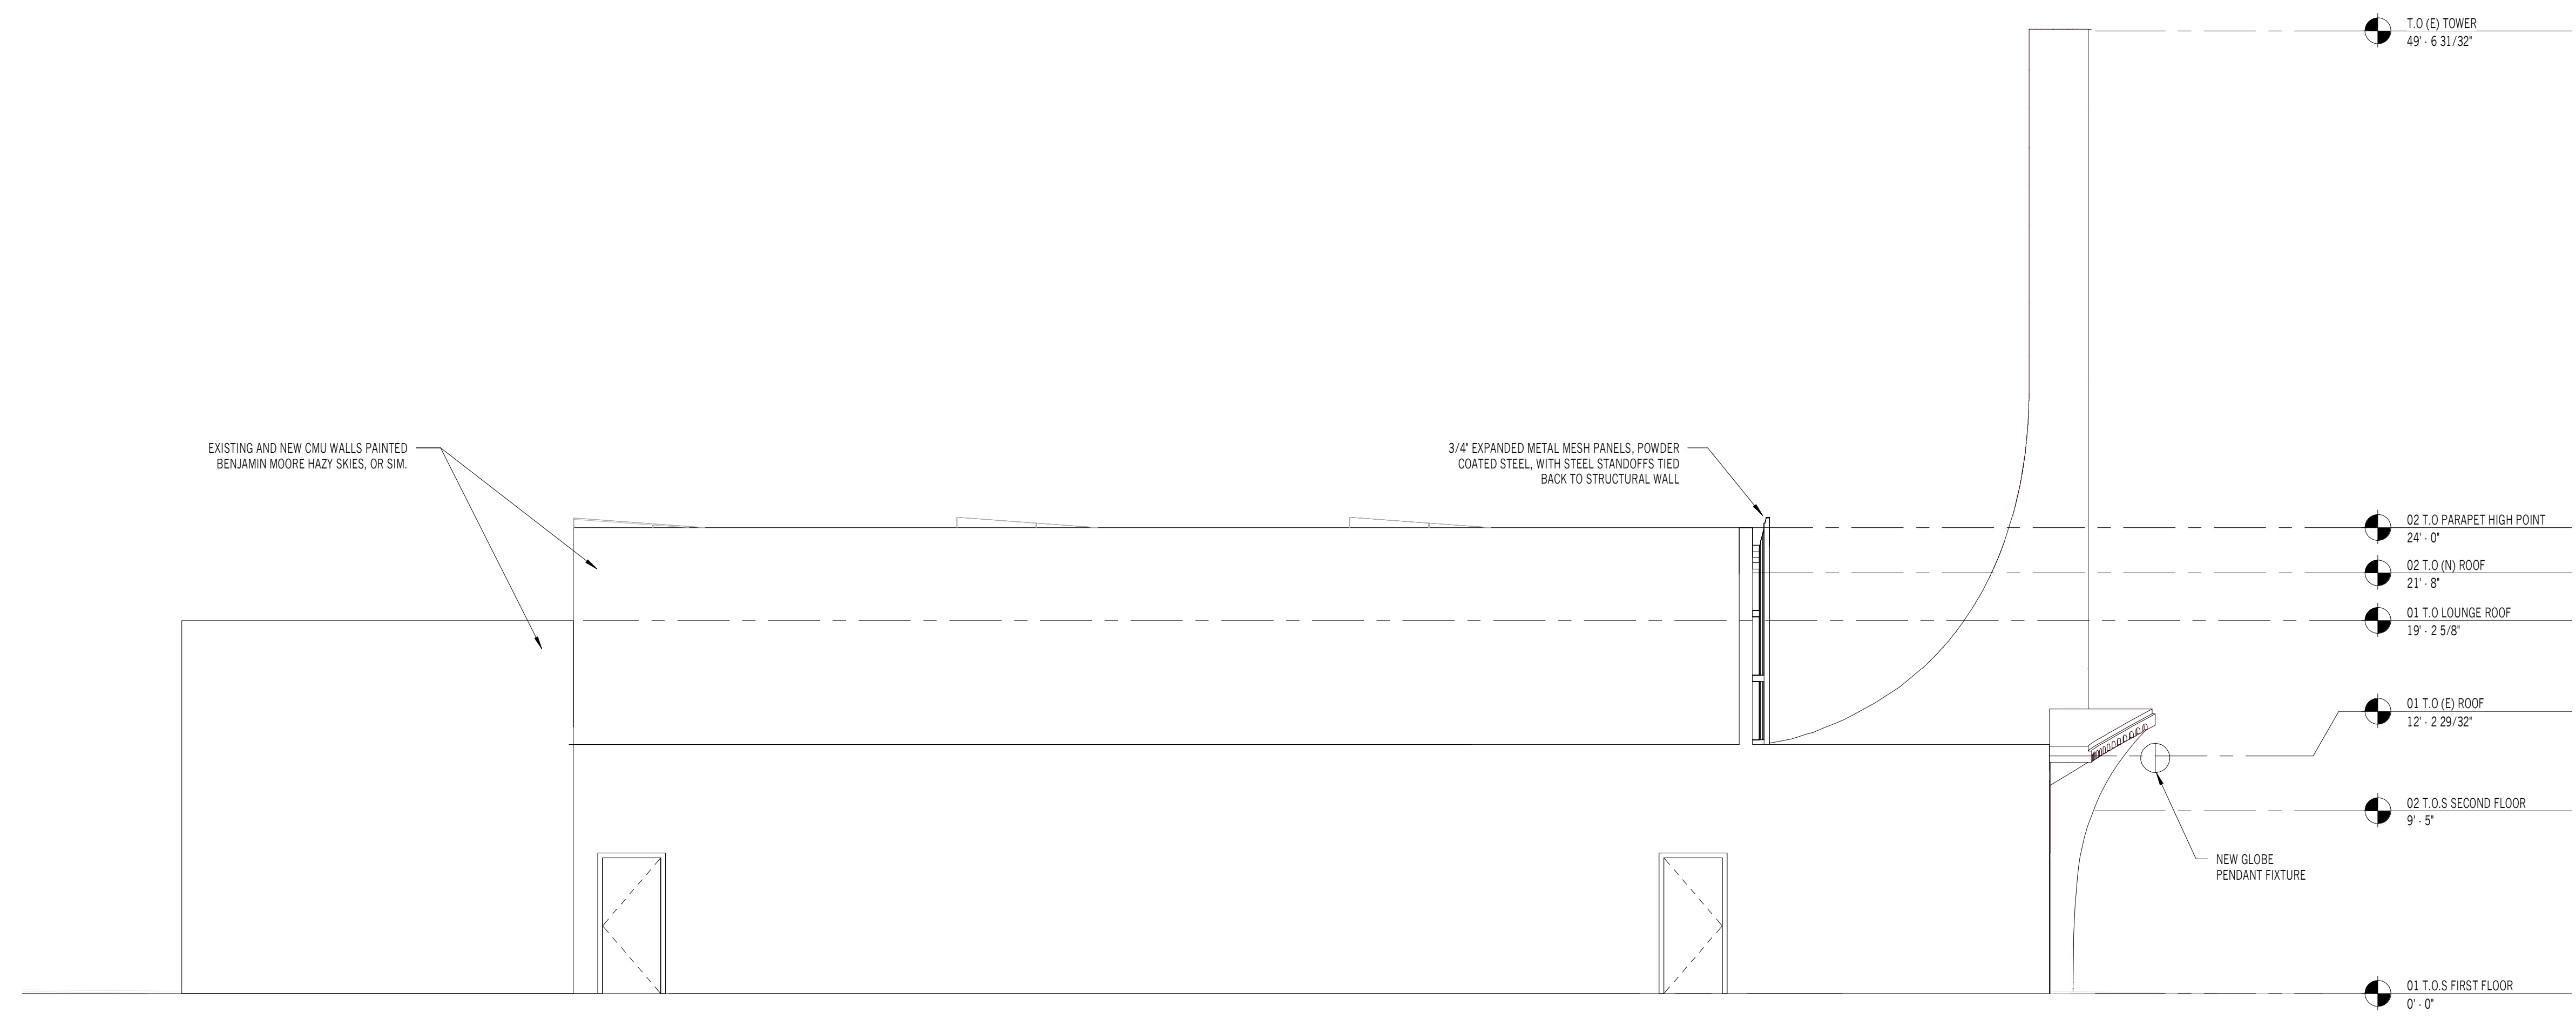 T.O (E) TOWER
49' - 6 31/32"
EXISTING AND NEW CMU WALLS PAINTED
BENJAMIN MOORE HAZY SKIES, OR SIM.
3/4" EXPANDED METAL MESH PANELS, POWDER
COATED STEEL, WITH STEEL STANDOFFS TIED
BACK TO STRUCTURAL WALL
02 T.O PARAPET HIGH POINT
24' - 0"
02 T.O (N) ROOF
21' - 8"
01 T.O LOUNGE ROOF
19' - 2 5/8"
01 T.O (E) ROOF
12' - 2 29/32"
02 T.O.S SECOND FLOOR
9' - 5"
NEW GLOBE
PENDANT FIXTURE
01 T.O.S FIRST FLOOR
0' - 0"